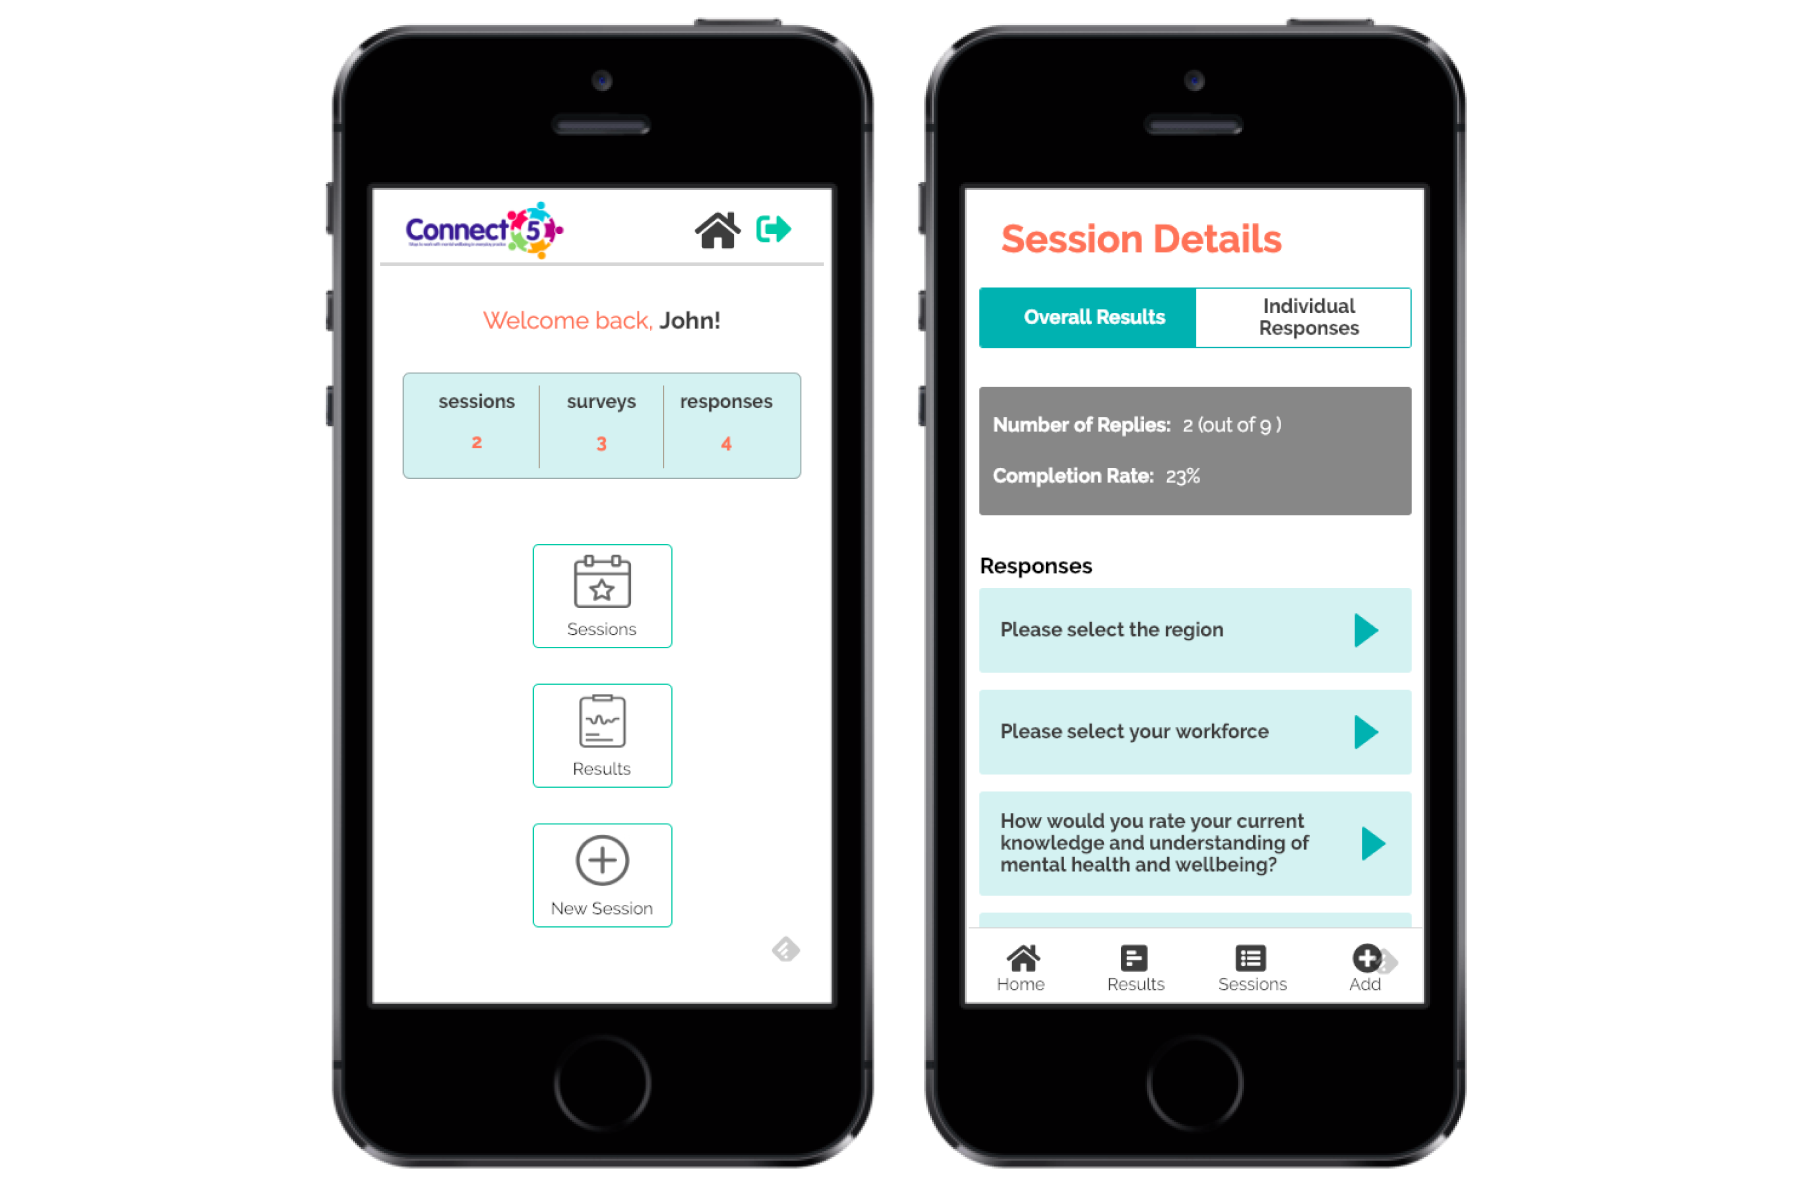 Connect 5
Welcome back, John!
sessions surveys responses
2 3 4
Sessions
Results
New Session
Session Details
Overall Results
Individual
Responses
Number of Replies: 2 (out of 9 )
Completion Rate: 23%
Responses
Please select the region
Please select your workforce
How would you rate your current
knowledge and understanding of
mental health and wellbeing?
Home Results Sessions Add